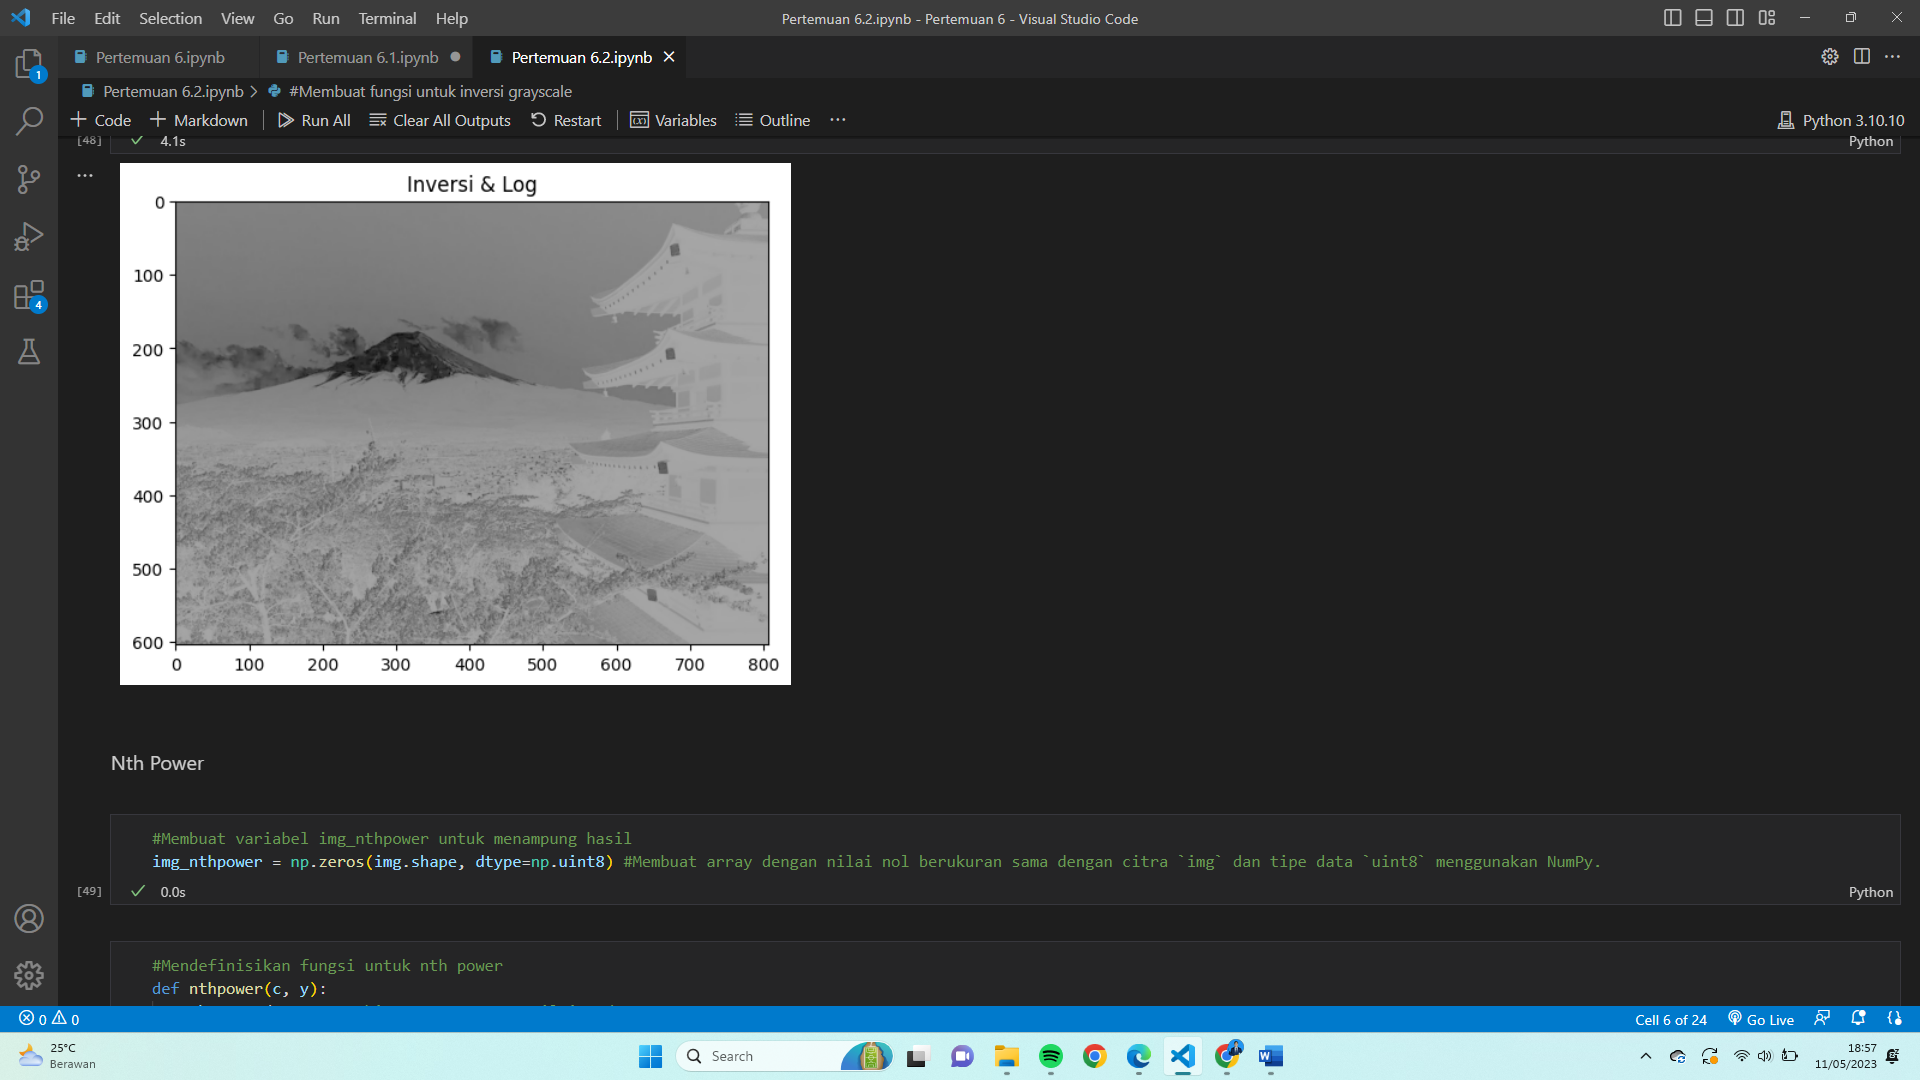 File Edit Selection View Go Run Terminal Help
Pertemuan 6.2.ipynb - Pertemuan 6 - Visual Studio Code
Pertemuan 6.ipynb
Pertemuan 6.1.ipynb
Pertemuan 6.2.ipynb
1
Pertemuan 6.2.ipynb > #Membuat fungsi untuk inversi grayscale
Code Markdown Run All Clear All Outputs Restart Variables Outline ...
Python 3.10.10
[48] 4.1s Python
Inversi & Log
0
100
200
300
400
500
600
0 100 200 300 400 500 600 700 800
4
Nth Power
#Membuat variabel img_nthpower untuk menampung hasil
img_nthpower = np.zeros(img.shape, dtype=np.uint8) #Membuat array dengan nilai nol berukuran sama dengan citra `img` dan tipe data `uint8` menggunakan NumPy.
[49] 0.0s Python
#Mendefinisikan fungsi untuk nth power
def nthpower(c, y):
0 0
Cell 6 of 24 Go Live
25°C
Berawan
Search
18:57
11/05/2023